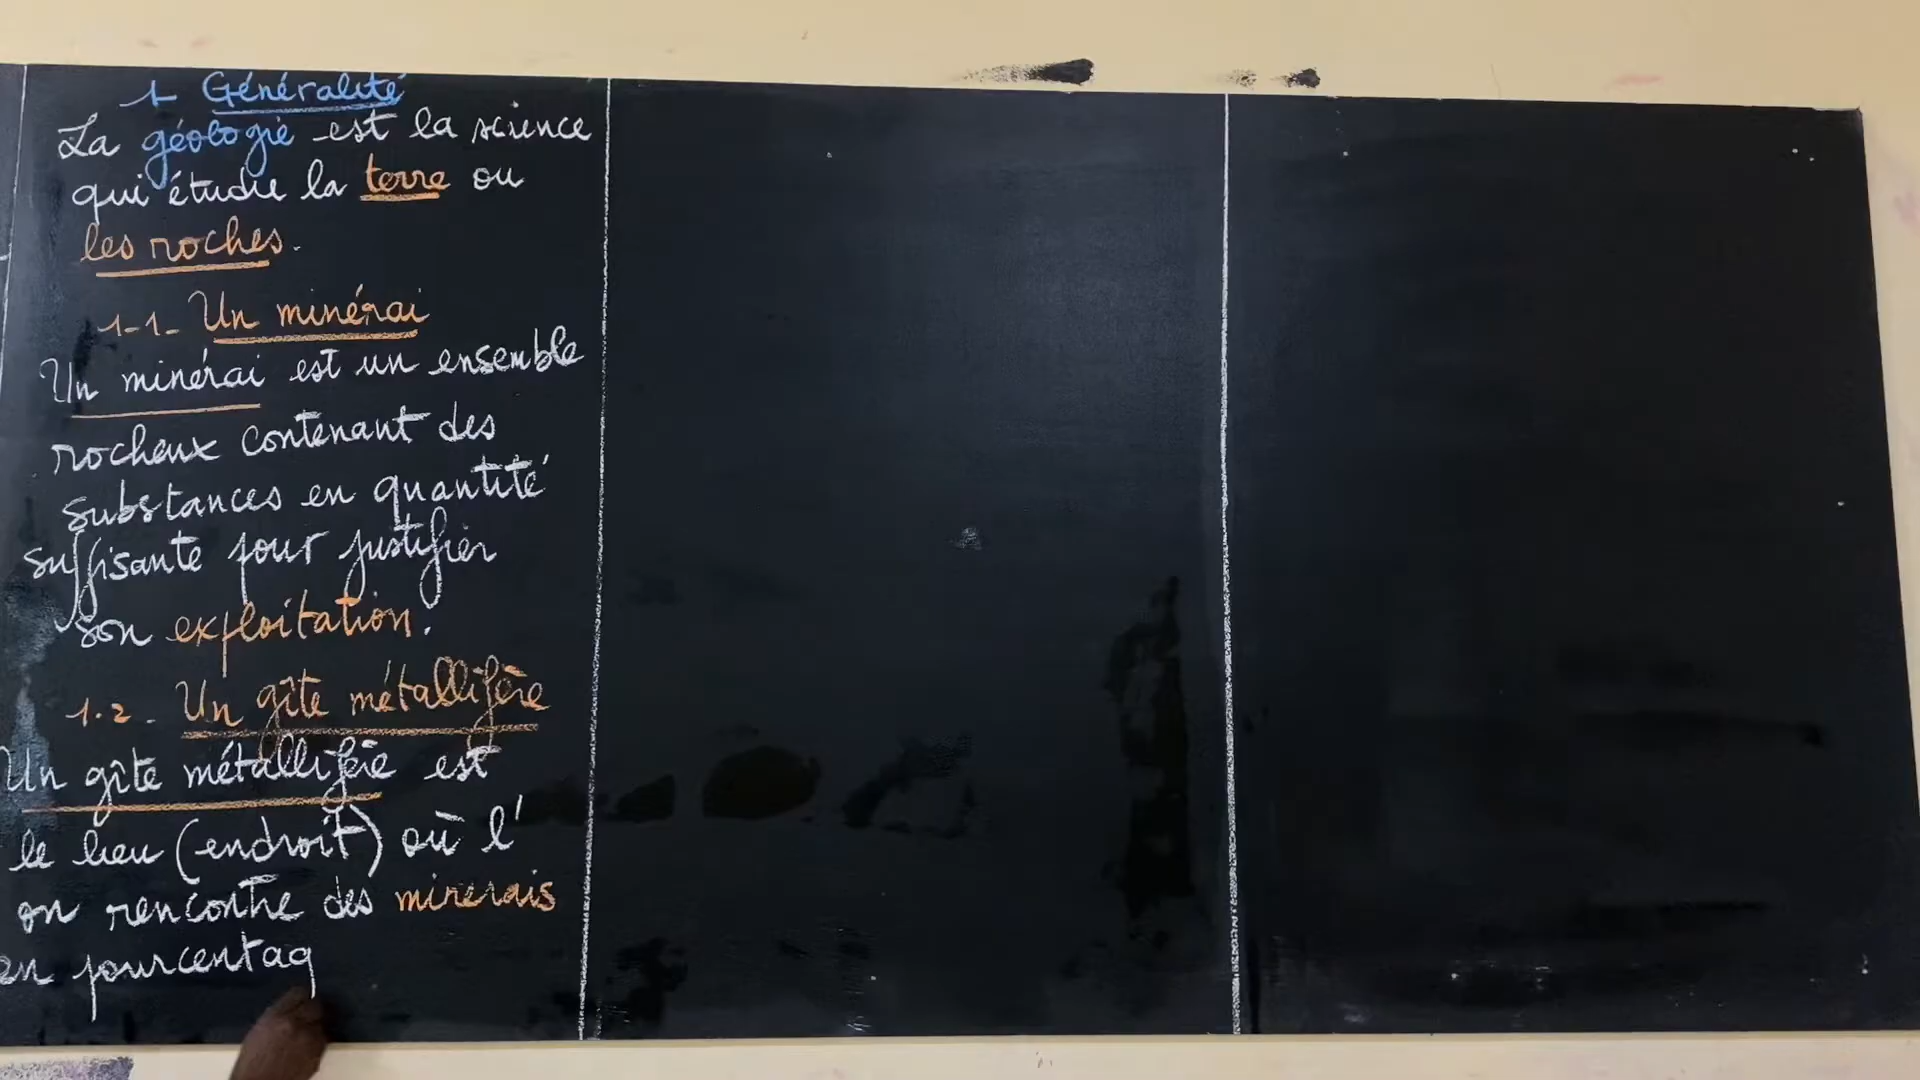 1- Généralité
La géologie est la science
qui étudie la terre ou
les roches.
1-1- Un minérai
Un minérai est un ensemble
rocheux contenant des
substances en quantité
suffisante pour justifier
son exploitation.
1.2- Un gîte métallifère
Un gîte métallifère est
le lieu (endroit) où l'
on rencontre des minerais
en pourcentag